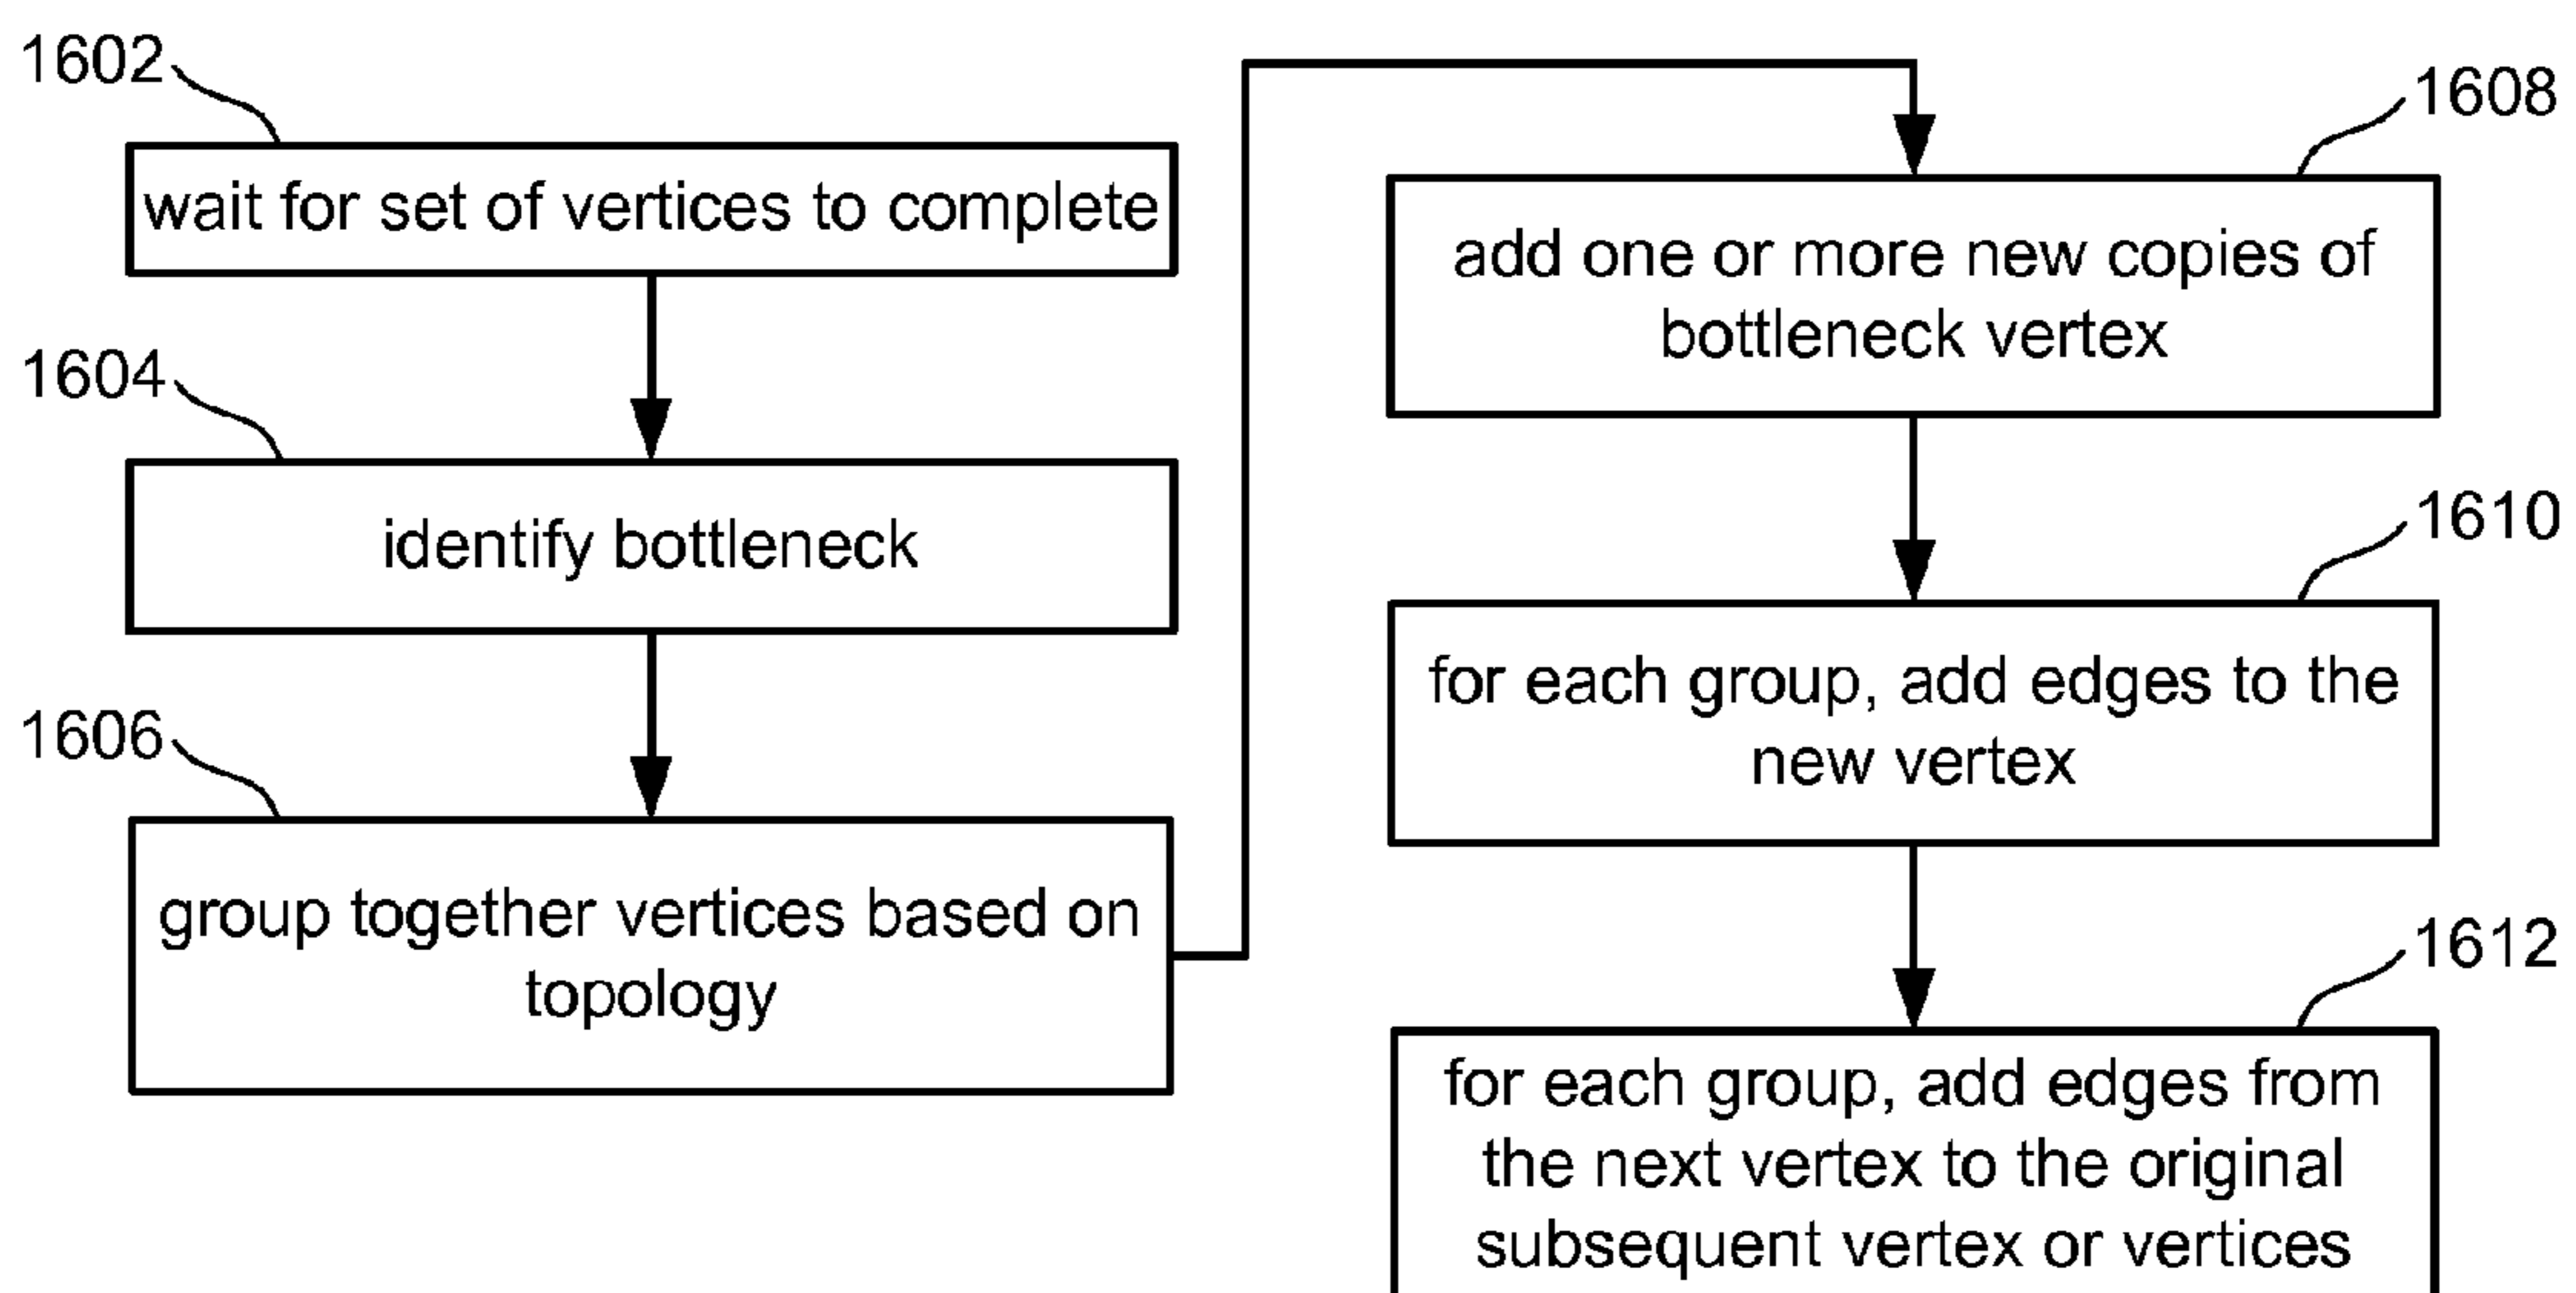 1602
wait for set of vertices to complete
1604
identify bottleneck
1606
group together vertices based on
topology
1608
add one or more new copies of
bottleneck vertex
1610
for each group, add edges to the
new vertex
1612
for each group, add edges from
the next vertex to the original
subsequent vertex or vertices